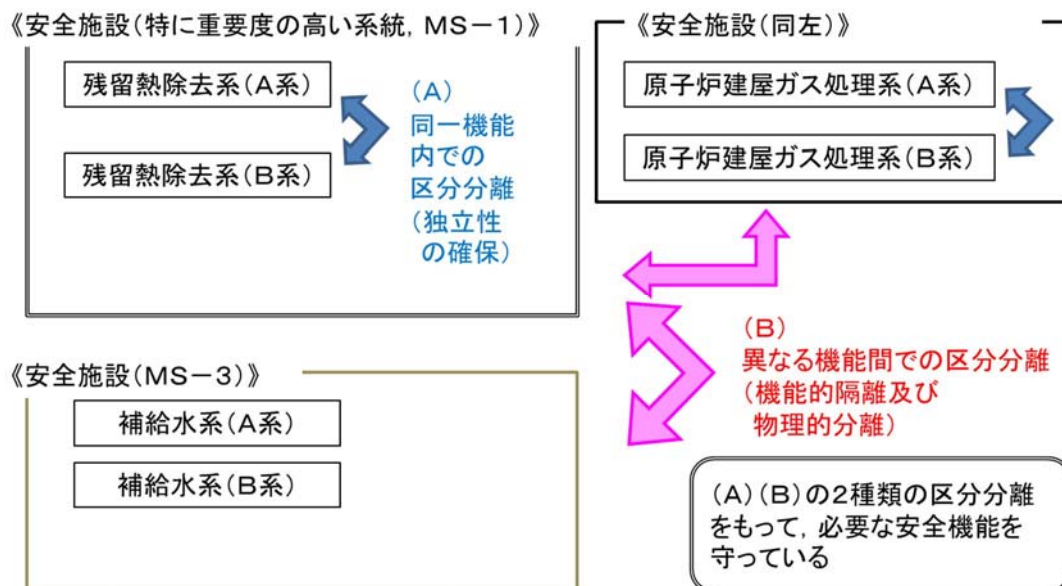 《安全施設(特に重要度の高い系統, MS－1)》
残留熱除去系(A系)
残留熱除去系(B系)
(A)
同一機能
内での
区分分離
(独立性
の確保)
《安全施設(同左)》
原子炉建屋ガス処理系(A系)
原子炉建屋ガス処理系(B系)
(B)
異なる機能間での区分分離
(機能的隔離及び
物理的分離)
《安全施設(MS－3)》
補給水系(A系)
補給水系(B系)
(A)(B)の2種類の区分分離
をもって, 必要な安全機能を
守っている